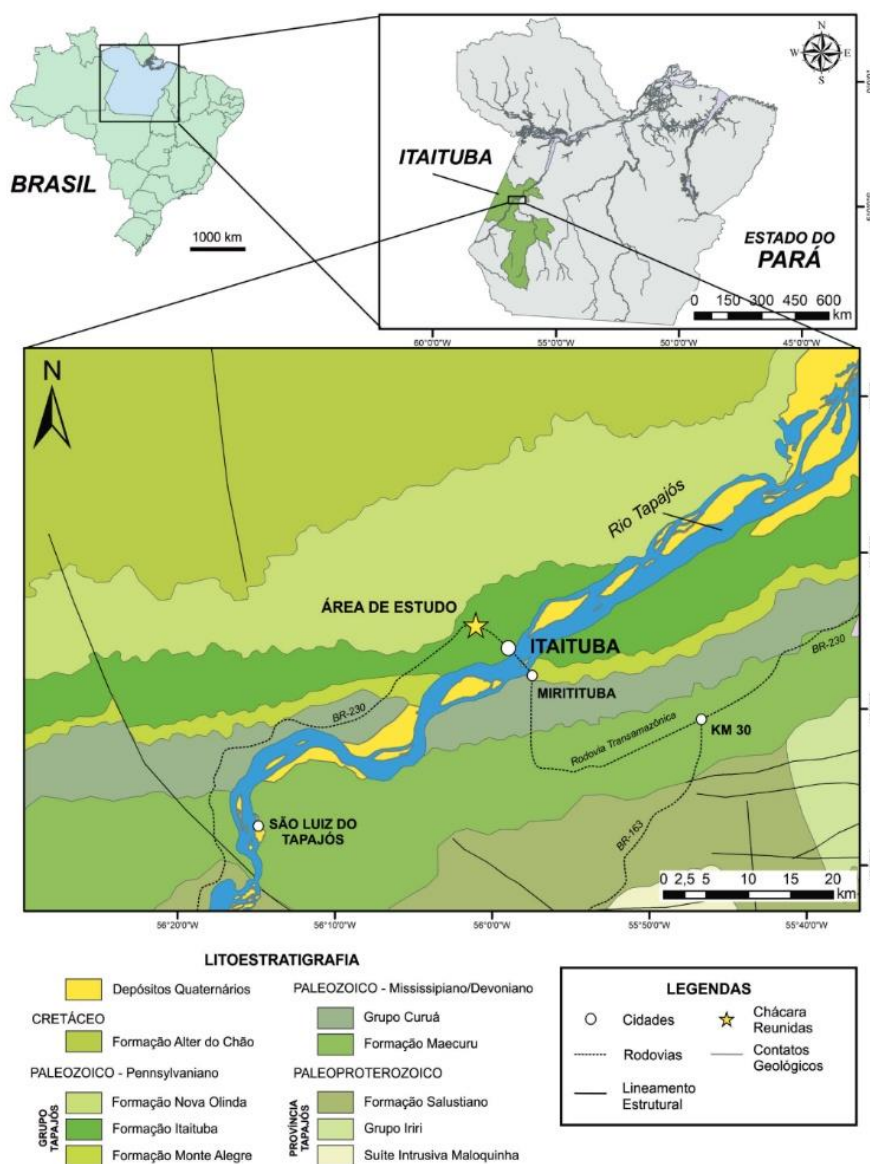 BRASIL
1000 km
ITAITUBA
N
W
E
S
ESTADO DO
PARÁ
0 150 300 450 600
km
60°0'0"W
55°0'0"W
50°0'0"W
45°0'0"W
N
Rio Tapajós
ÁREA DE ESTUDO
ITAITUBA
MIRITITUBA
BR-230
BR-230
Rodovia Transamazônica
KM 30
SÃO LUIZ DO
TAPAJÓS
BR-163
0 2,5 5 10 15 20
km
56°20'0"W
56°10'0"W
56°0'0"W
55°50'0"W
55°40'0"W
LITOESTRATIGRAFIA
Depósitos Quaternários
CRETÁCEO
Formação Alter do Chão
PALEOZOICO - Pennsylvaniano
GRUPO
TAPAJÓS
Formação Nova Olinda
Formação Itaituba
Formação Monte Alegre
PALEOZOICO - Mississipiano/Devoniano
Grupo Curuá
Formação Maecuru
PALEOPROTEROZOICO
PROVÍNCIA
TAPAJÓS
Formação Salustiano
Grupo Iriri
Suíte Intrusiva Maloquinha
LEGENDAS
Cidades
Chácara
Reunidas
Rodovias
Contatos
Geológicos
Lineamento
Estrutural